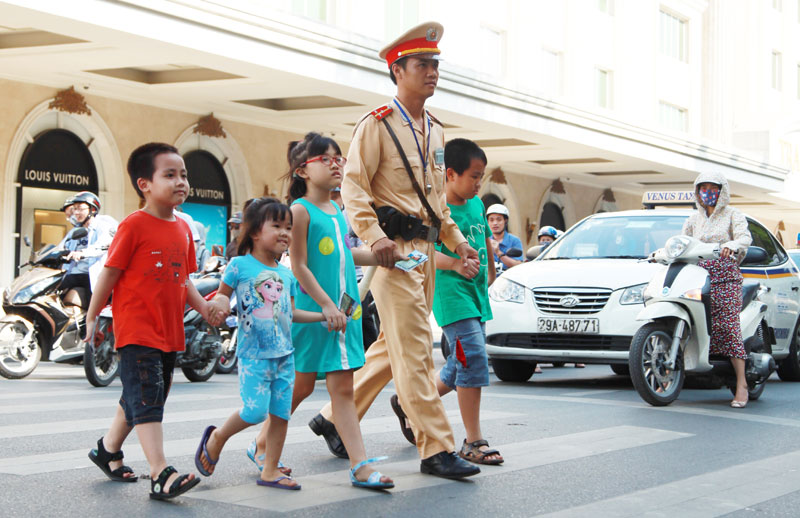 LOUIS VUITTON
VUITTON
VENUS TAXI
29A-487.71